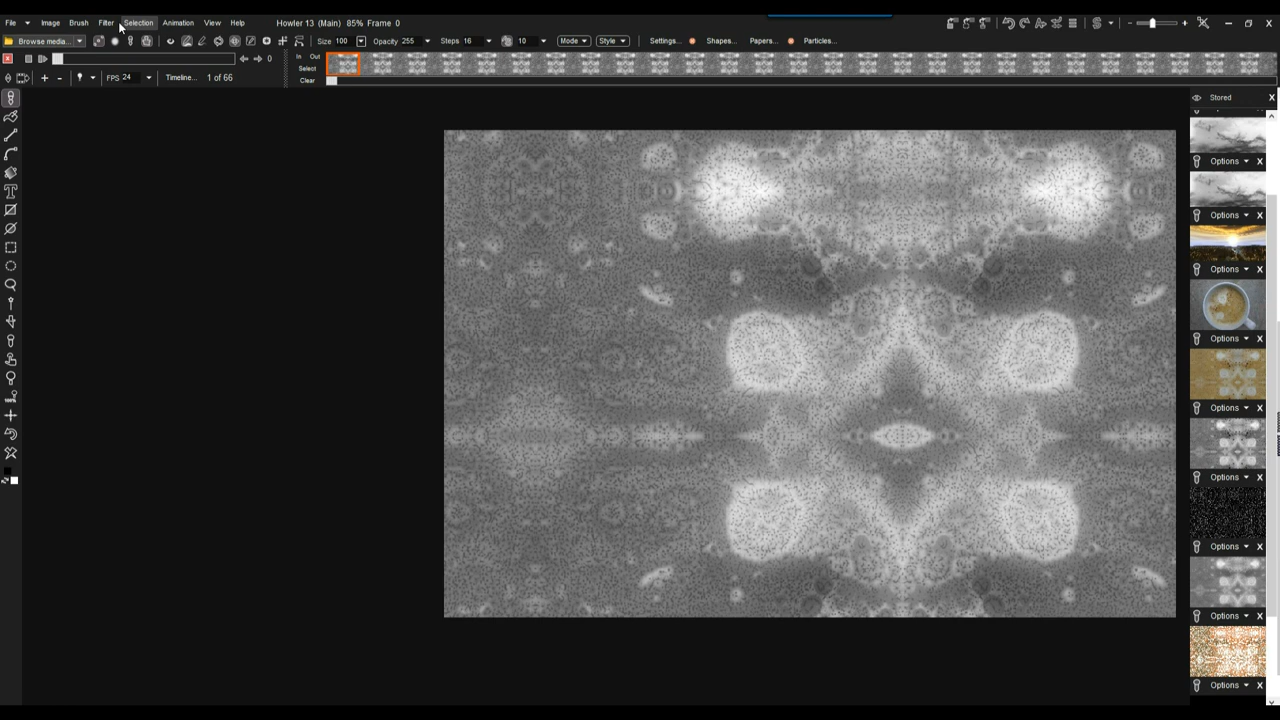 File Image Brush Filter Selection Animation View Help Howler 13 (Main) 85% Frame 0
Browse media... Size 100 Opacity 255 Steps 16 10 Mode Style Settings... Shapes... Papers... Particles...
0 In Out
Select
FPS 24 Timeline... 1 of 66 Clear
Stored X
Options X
Options X
Options X
Options X
Options X
Options X
Options X
Options X
Options X